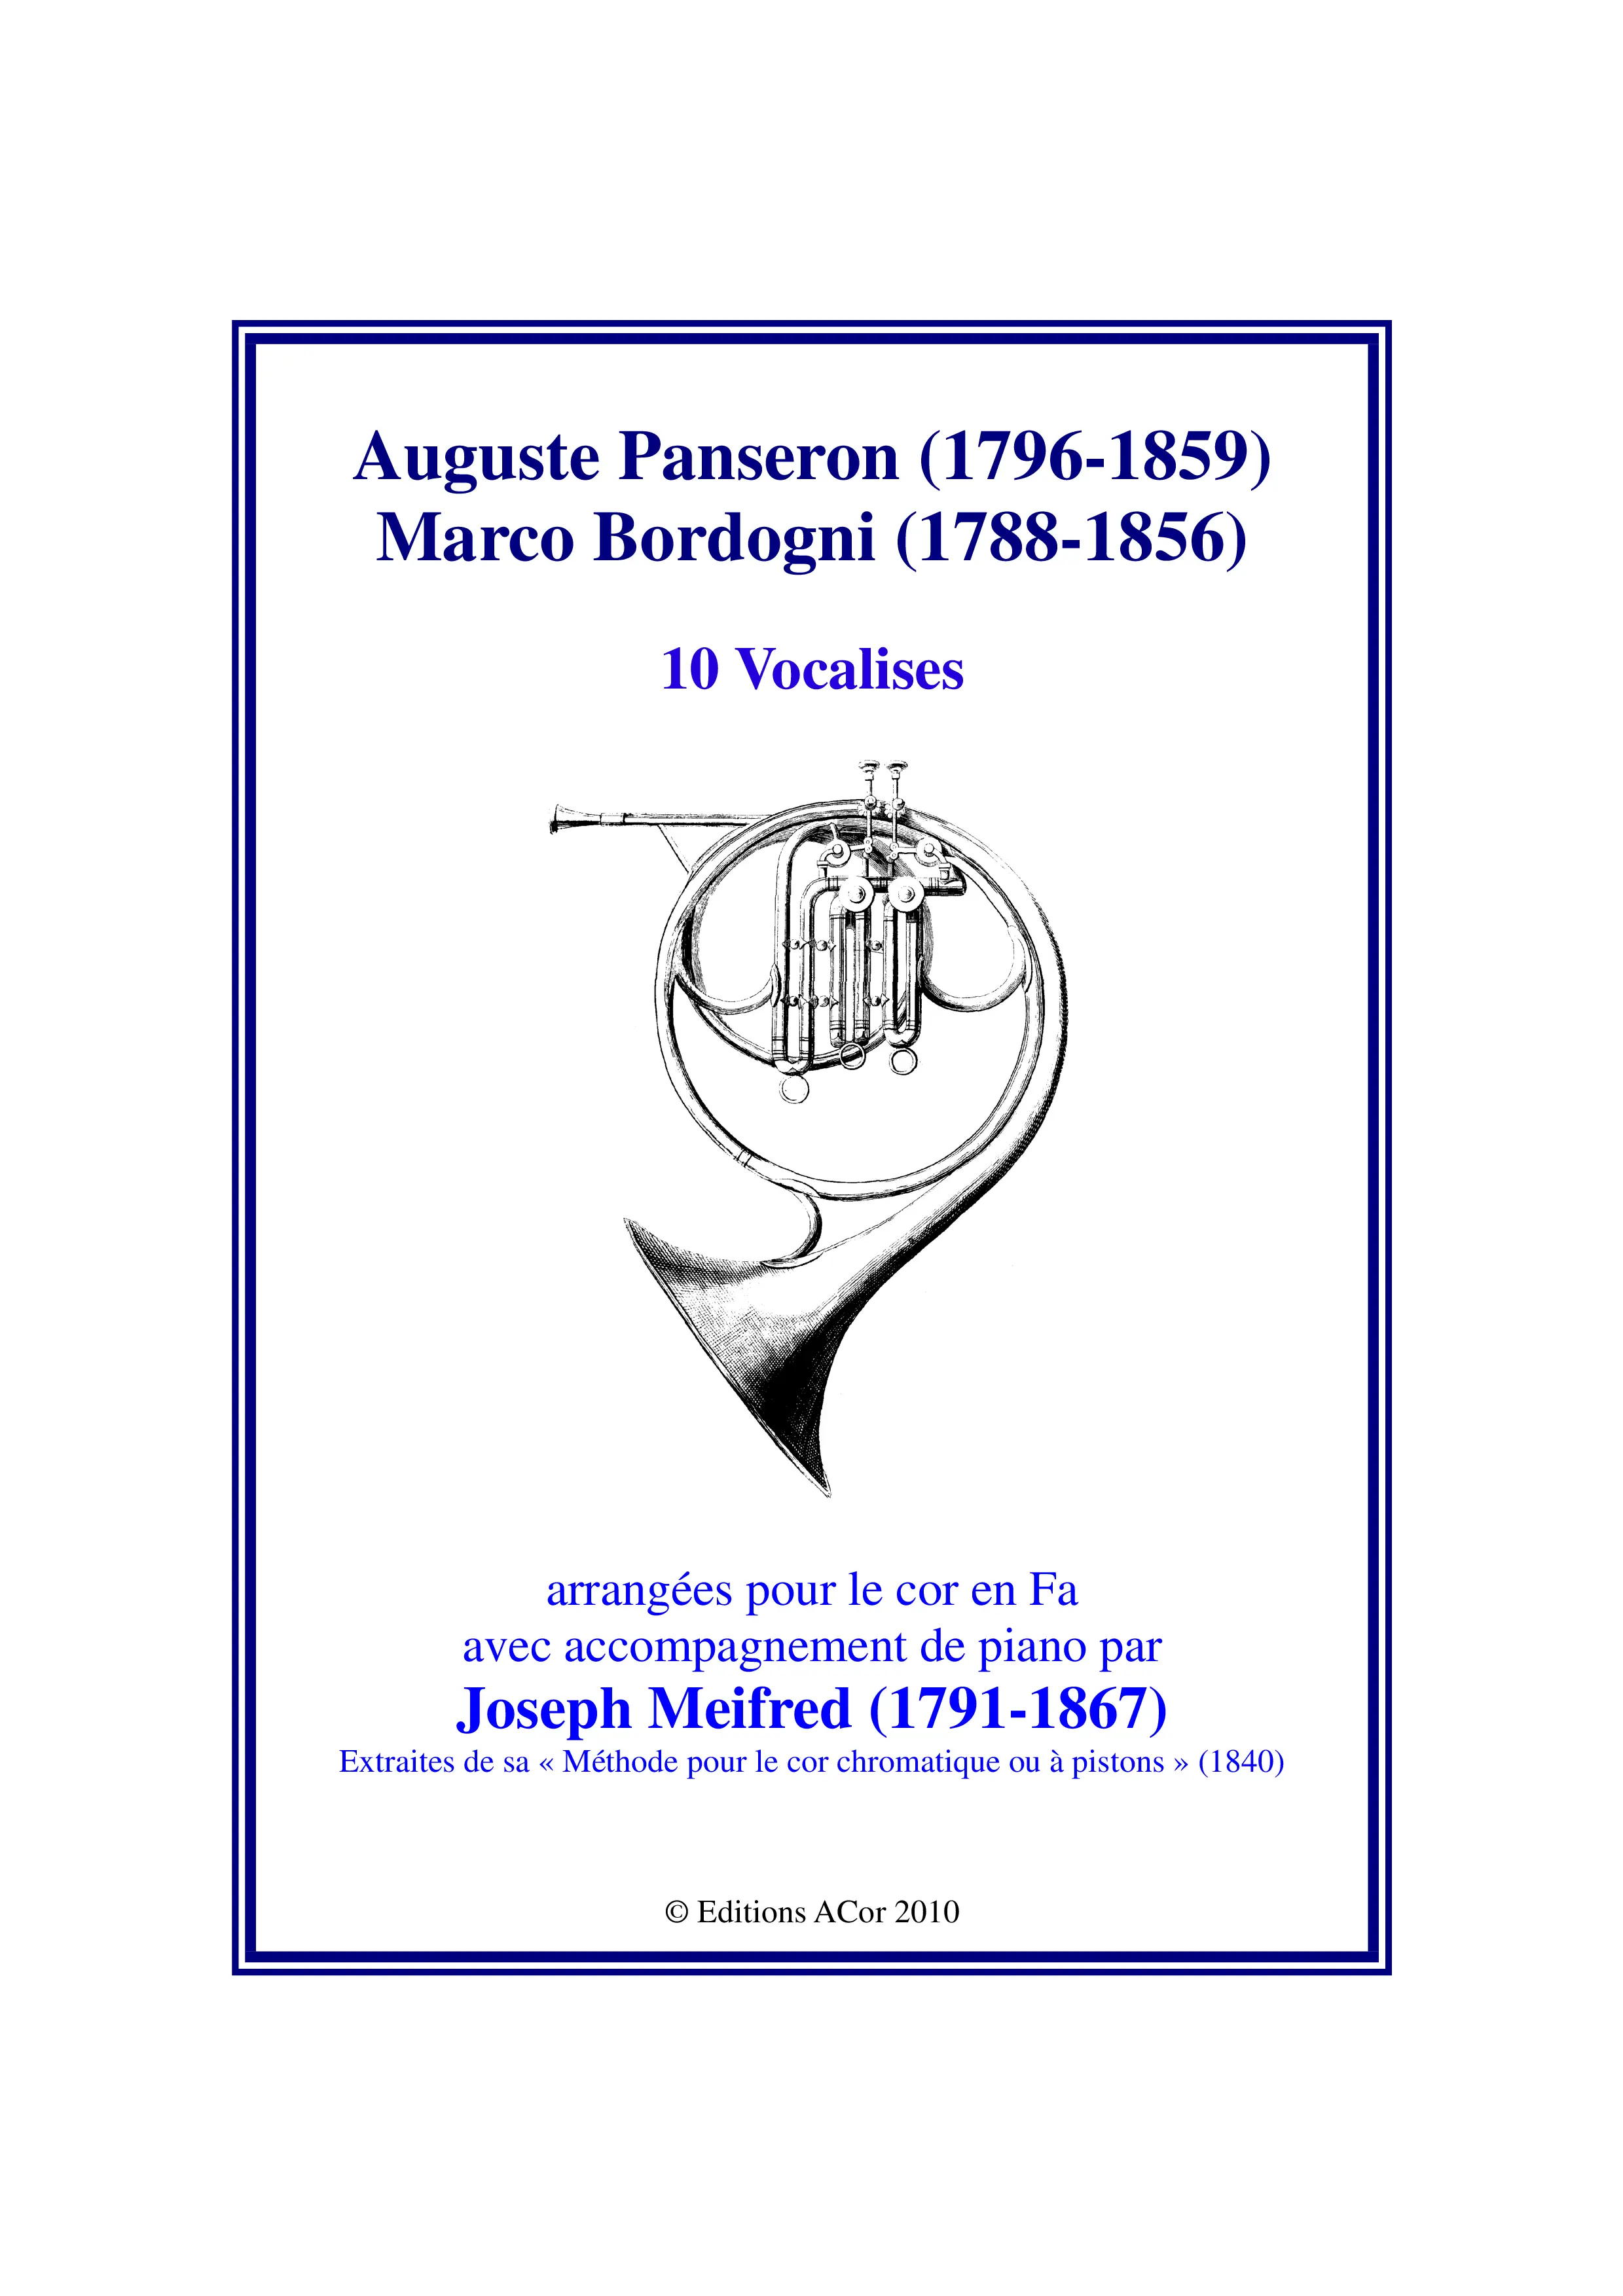 Auguste Panseron (1796-1859)
Marco Bordogni (1788-1856)
10 Vocalises
arrangées pour le cor en Fa
avec accompagnement de piano par
Joseph Meifred (1791-1867)
Extraites de sa « Méthode pour le cor chromatique ou à pistons » (1840)
© Editions ACor 2010